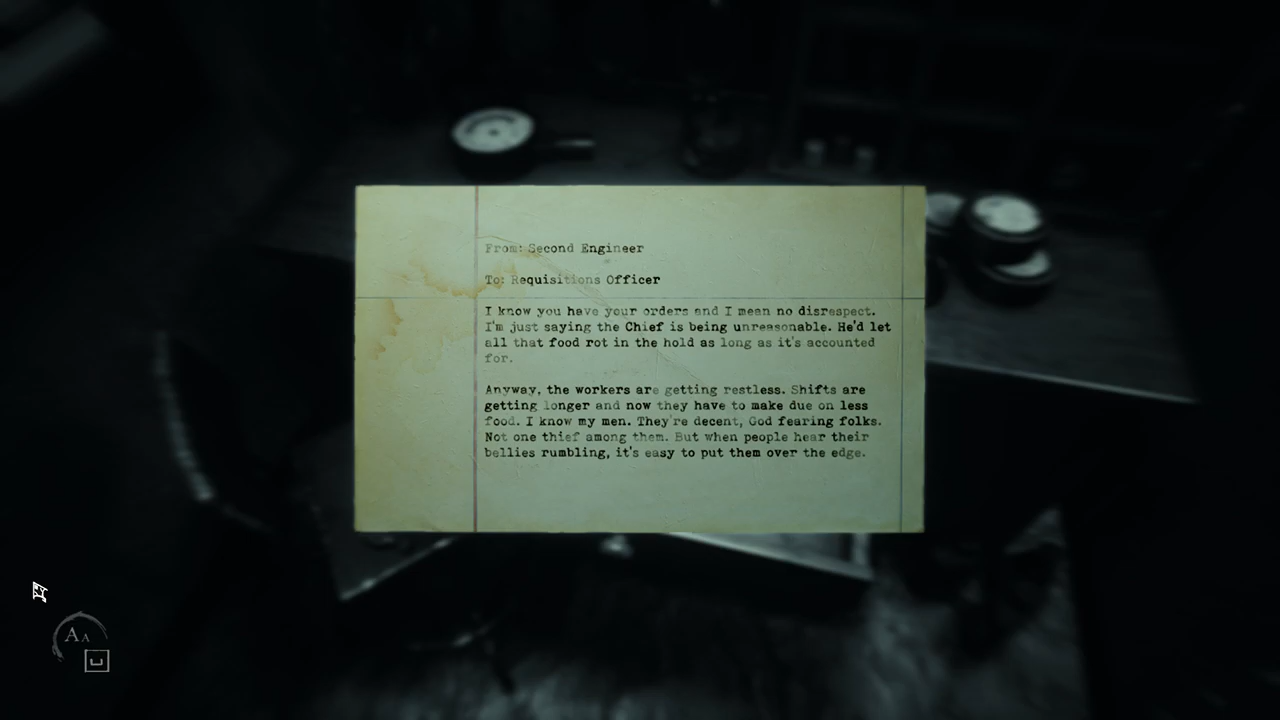 From: Second Engineer
To: Requisitions Officer
I know you have your orders and I mean no disrespect.
I'm just saying the Chief is being unreasonable. He'd let
all that food rot in the hold as long as it's accounted
for.
Anyway, the workers are getting restless. Shifts are
getting longer and now they have to make due on less
food. I know my men. They're decent, God fearing folks.
Not one thief among them. But when people hear their
bellies rumbling, it's easy to put them over the edge.
AA